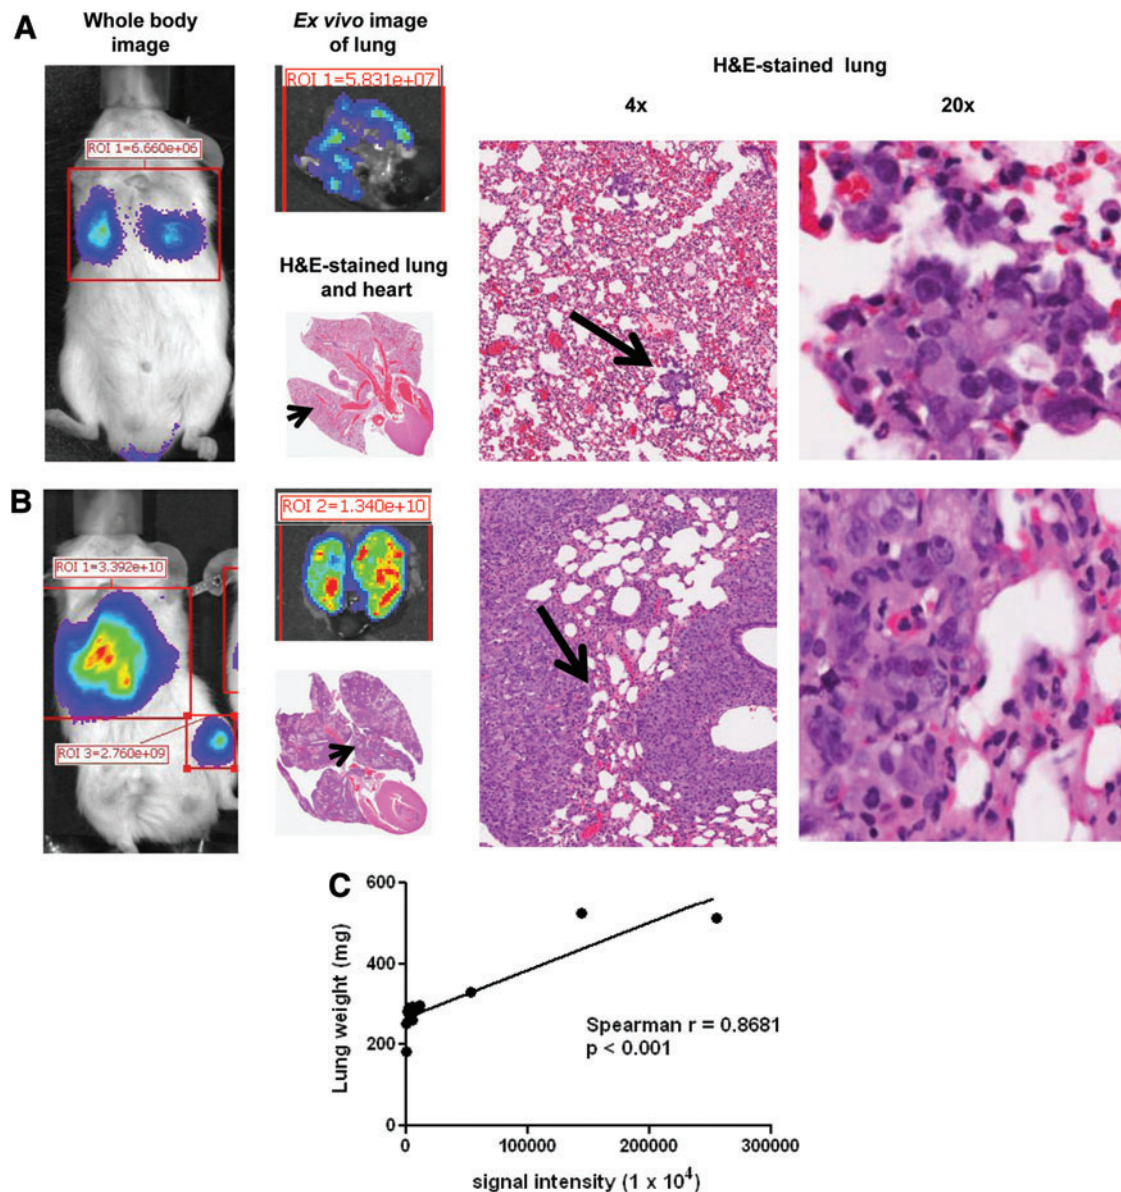 A
Whole body
image
Ex vivo image
of lung
H&E-stained lung
4x
20x
ROI 1=6.660e+06
ROI 1=5.831e+07
H&E-stained lung
and heart
B
ROI 1=3.392e+10
ROI 3=2.760e+09
ROI 2=1.340e+10
C
600
400
200
0
Lung weight (mg)
Spearman r = 0.8681
p < 0.001
0
100000
200000
300000
signal intensity (1 x 10⁴)